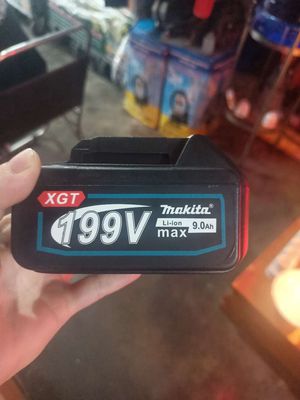 XGT
199V
makita
Li-ion
max 9.0Ah